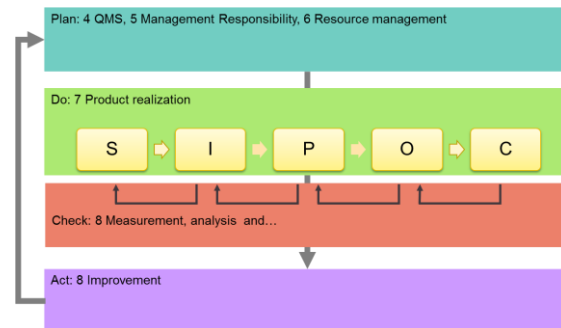 Plan: 4 QMS, 5 Management Responsibility, 6 Resource management
Do: 7 Product realization
S I P O C
Check: 8 Measurement, analysis and…
Act: 8 Improvement